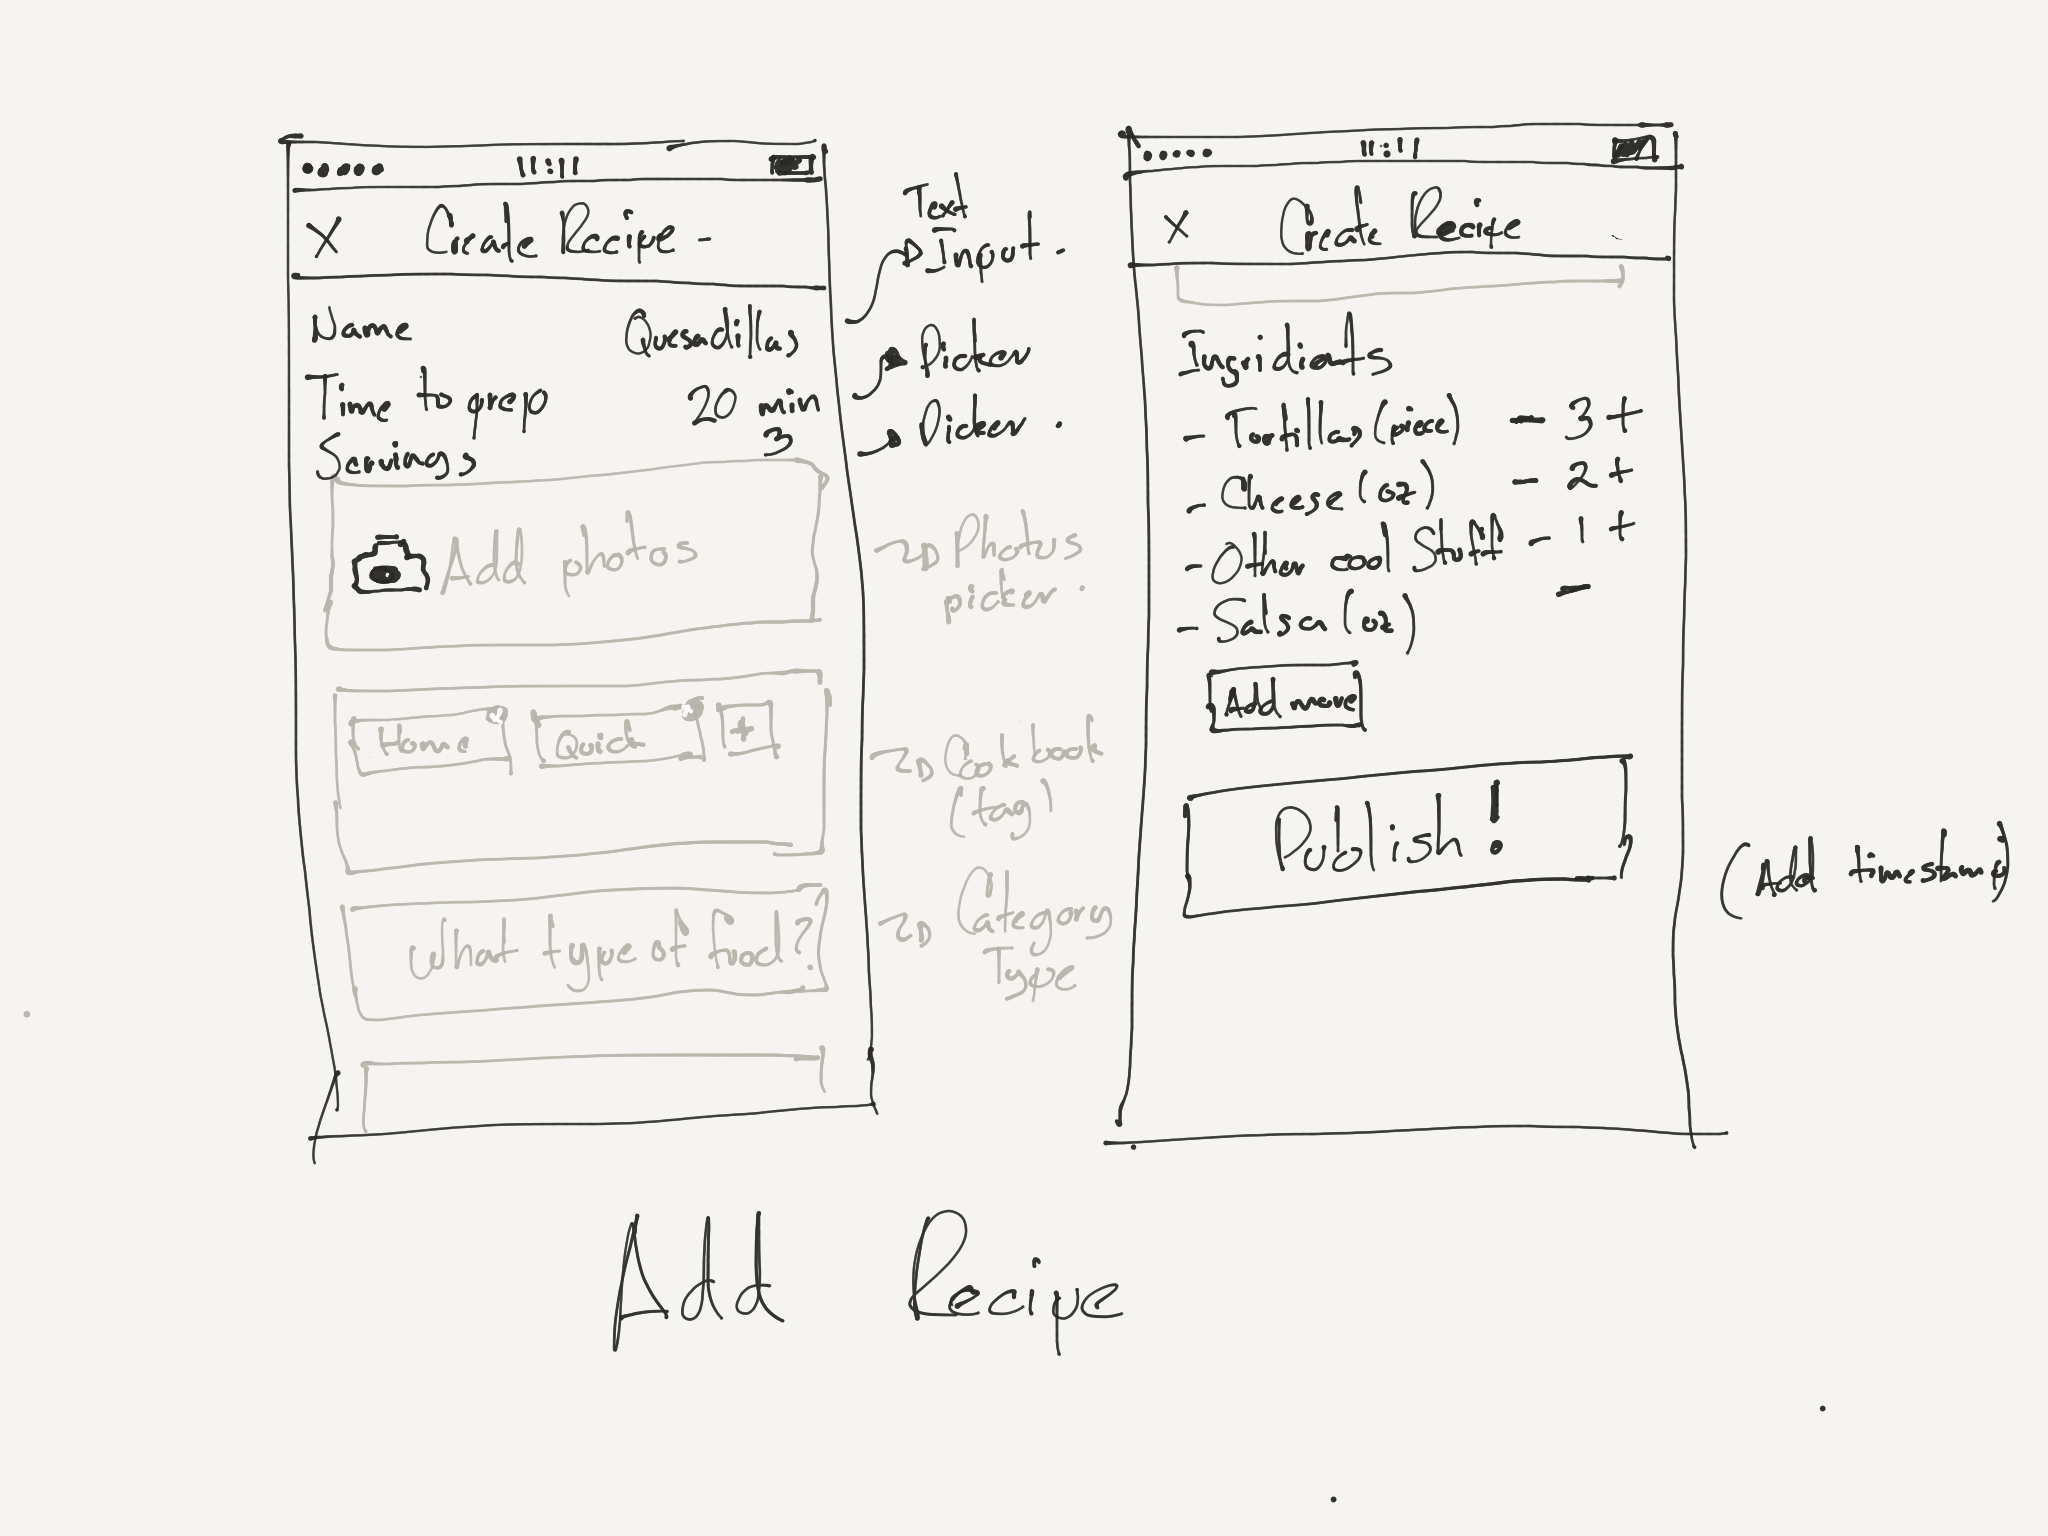 11:11
X Create Recipe -
Name Quesadillas
Time to prep 20 min
Servings 3
Add photos
Home x Quick x +
What type of food?
Text
Input.
Picker
Picker.
Photos
picker.
Cookbook
(tag)
Category
Type
11:11
X Create Recipe
Ingridients
- Tortillas (piece) - 3 +
- Cheese (oz) - 2 +
- Other cool Stuff - 1 +
- Salsa (oz) -
Add more
Publish!
(Add timestamp)
Add Recipe